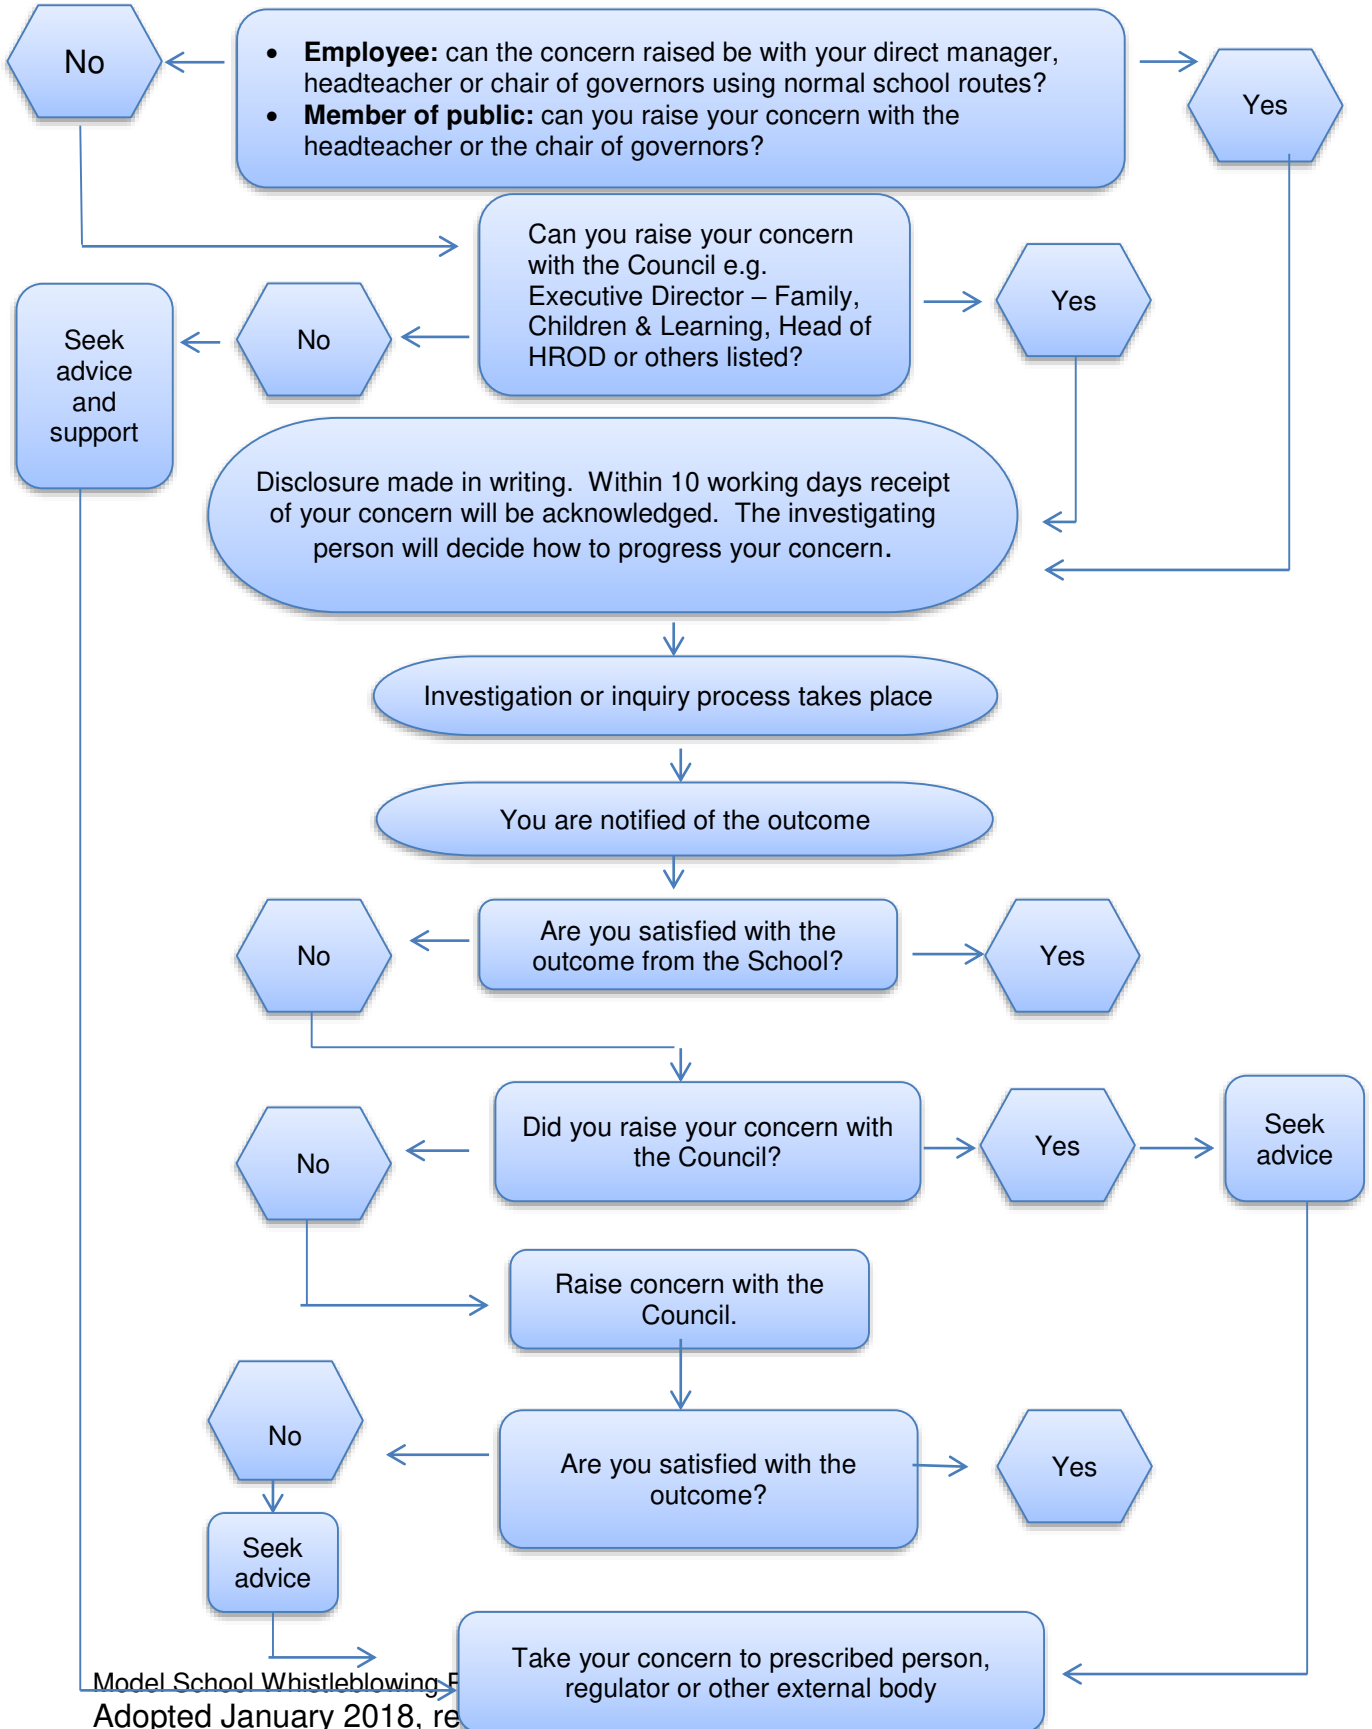 No
• Employee: can the concern raised be with your direct manager,
headteacher or chair of governors using normal school routes?
• Member of public: can you raise your concern with the
headteacher or the chair of governors?
Yes
Can you raise your concern
with the Council e.g.
Executive Director – Family,
Children & Learning, Head of
HROD or others listed?
Yes
No
Seek
advice
and
support
Disclosure made in writing. Within 10 working days receipt
of your concern will be acknowledged. The investigating
person will decide how to progress your concern.
Investigation or inquiry process takes place
You are notified of the outcome
No
Are you satisfied with the
outcome from the School?
Yes
No
Did you raise your concern with
the Council?
Yes
Seek
advice
Raise concern with the
Council.
No
Are you satisfied with the
outcome?
Yes
Seek
advice
Take your concern to prescribed person,
regulator or other external body
Model School Whistleblowing
Adopted January 2018,